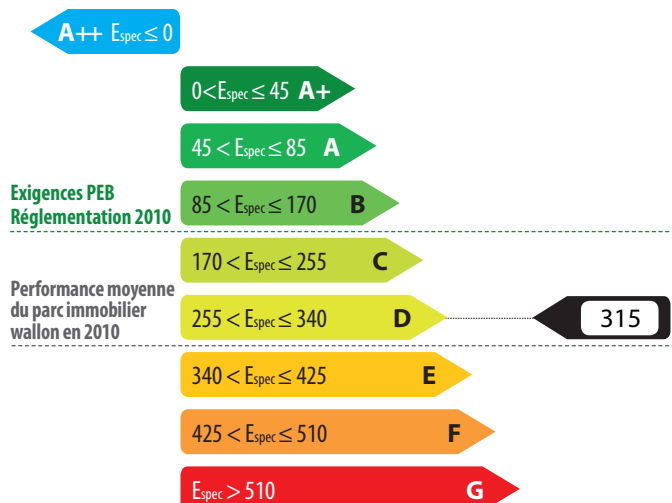 A++ Espec ≤ 0
0<Espec ≤ 45 A+
45 < Espec ≤ 85 A
Exigences PEB
Réglementation 2010
85 < Espec ≤ 170 B
170 < Espec ≤ 255 C
Performance moyenne
du parc immobilier
wallon en 2010
255 < Espec ≤ 340 D
315
340 < Espec ≤ 425 E
425 < Espec ≤ 510 F
Espec > 510 G